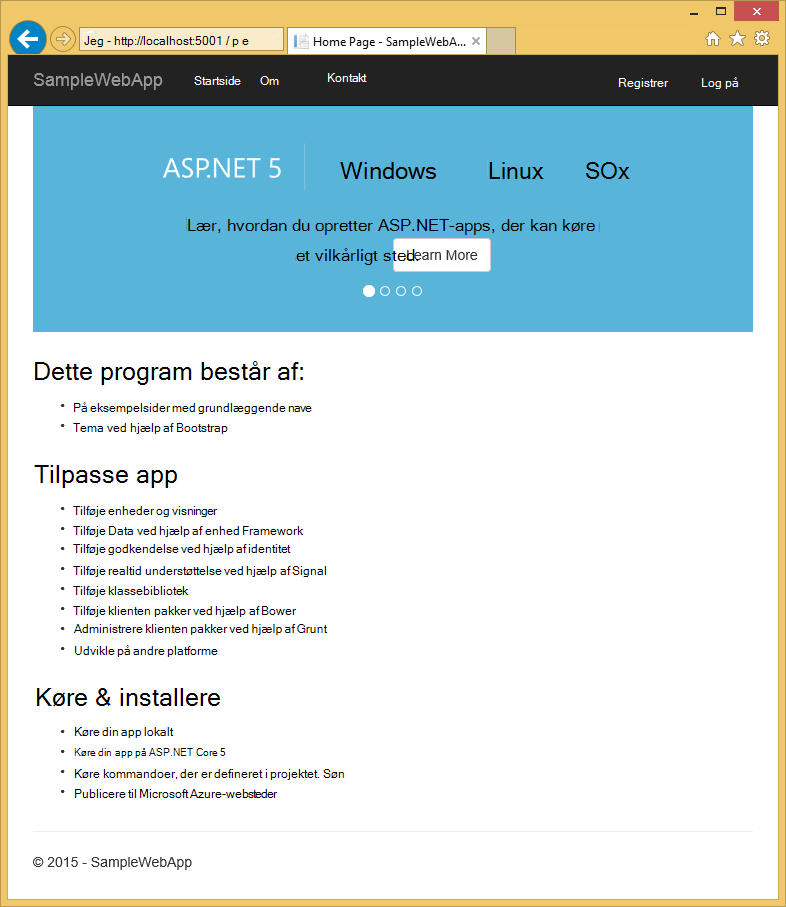 Jeg - http://localhost:5001 / p e
Home Page - SampleWebA...
SampleWebApp Startside Om Kontakt Registrer Log på
ASP.NET 5 Windows Linux SOx
Lær, hvordan du opretter ASP.NET-apps, der kan køre
et vilkårligt sted. Learn More
Dette program består af:
På eksempelsider med grundlæggende nave
Tema ved hjælp af Bootstrap
Tilpasse app
Tilføje enheder og visninger
Tilføje Data ved hjælp af enhed Framework
Tilføje godkendelse ved hjælp af identitet
Tilføje realtid understøttelse ved hjælp af Signal
Tilføje klassebibliotek
Tilføje klienten pakker ved hjælp af Bower
Administrere klienten pakker ved hjælp af Grunt
Udvikle på andre platforme
Køre & installere
Køre din app lokalt
Køre din app på ASP.NET Core 5
Køre kommandoer, der er defineret i projektet. Søn
Publicere til Microsoft Azure-websteder
© 2015 - SampleWebApp